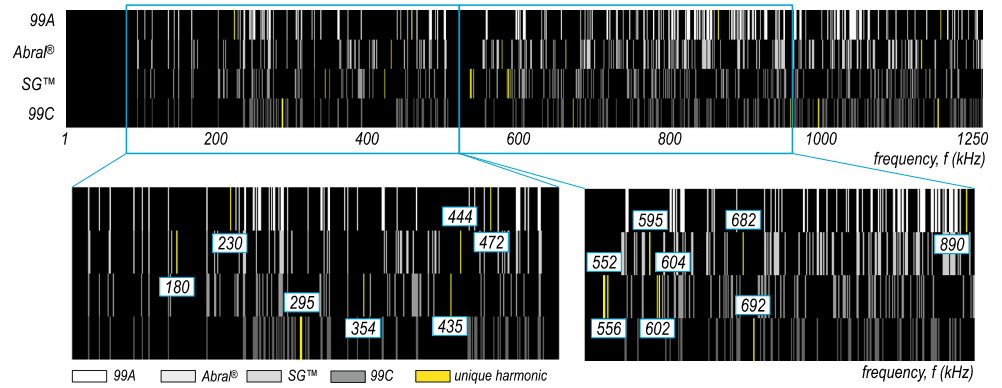 99A
Abral®
SG™
99C
1 200 400 600 800 1000 1250
frequency, f (kHz)
444 595 682
230 472 890
552 604
180 295 692
354 435 556 602
frequency, f (kHz)
99A Abral® SG™ 99C unique harmonic